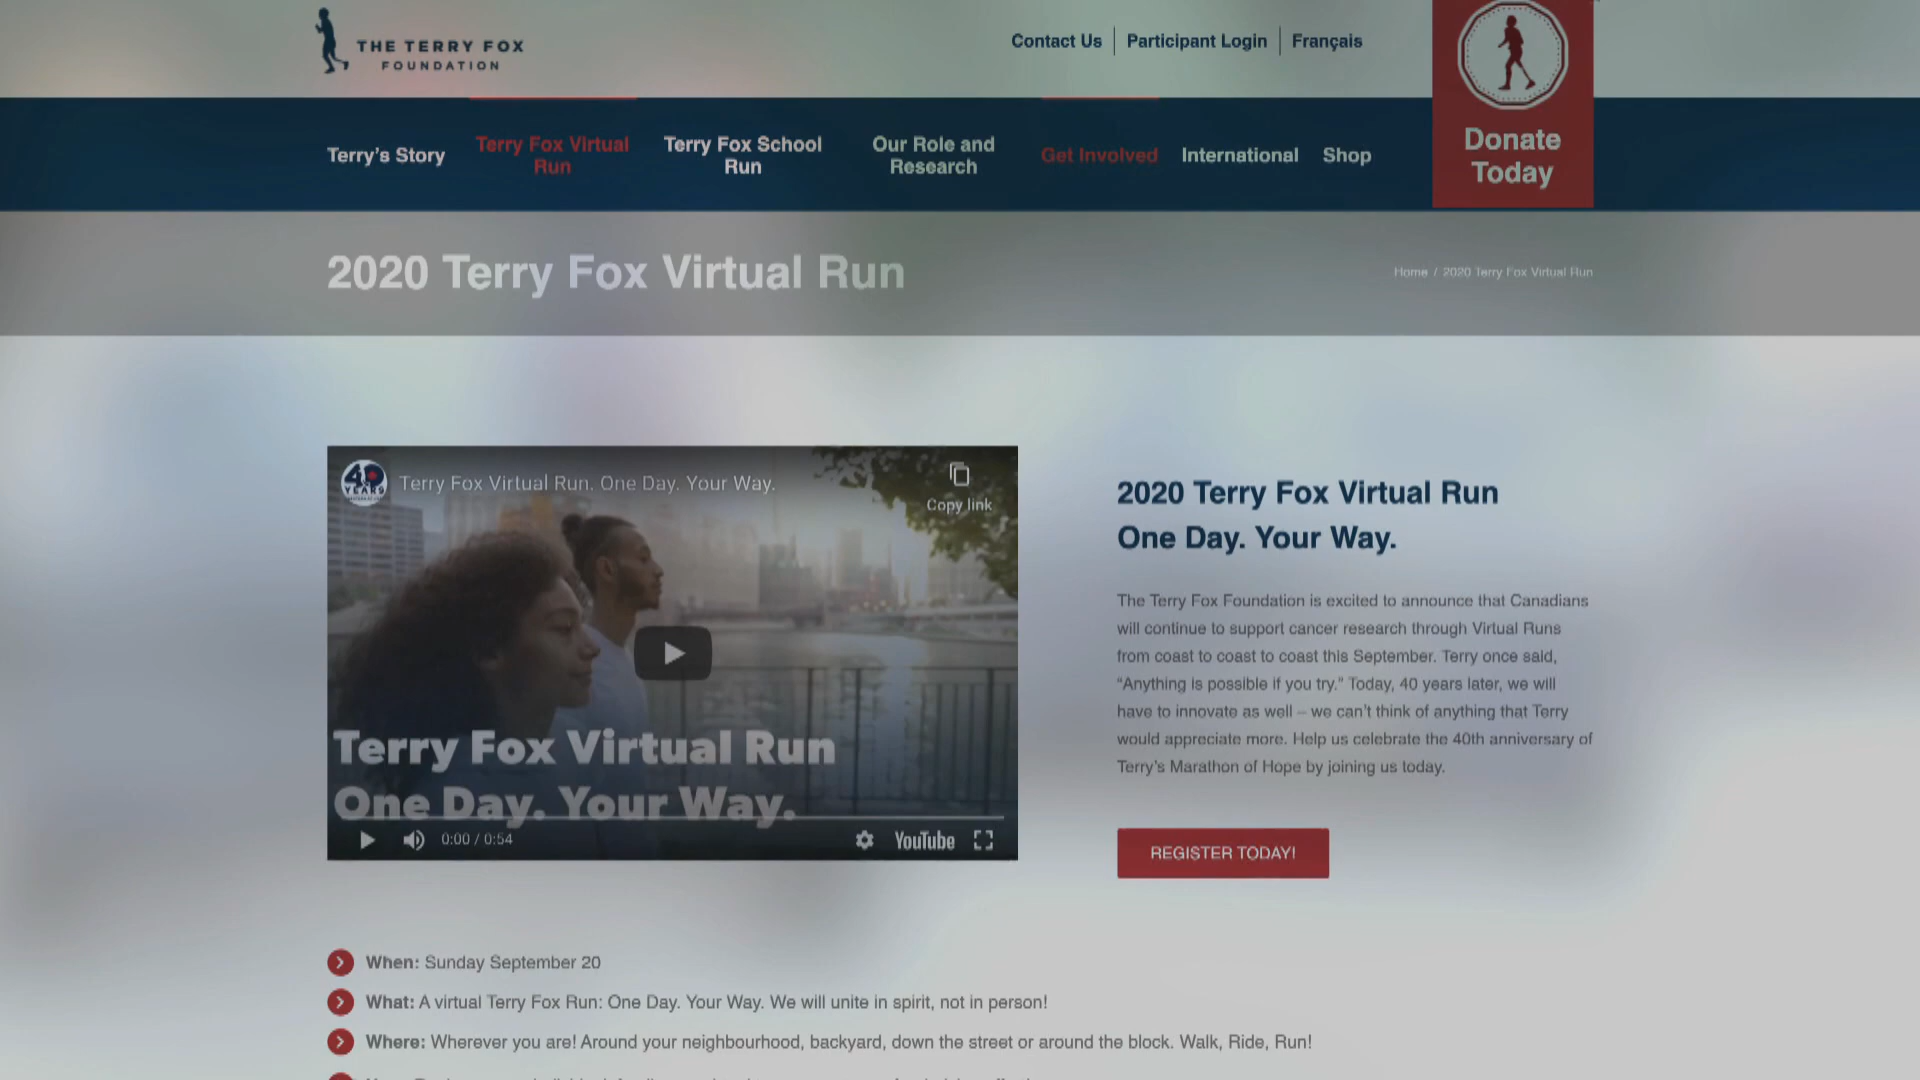 THE TERRY FOX
FOUNDATION
Contact Us
Participant Login
Français
Donate
Today
Terry's Story
Terry Fox Virtual
Run
Terry Fox School
Run
Our Role and
Research
Get Involved
International
Shop
2020 Terry Fox Virtual Run
Home / 2020 Terry Fox Virtual Run
40
YEARS
Terry Fox Virtual Run. One Day. Your Way.
Copy link
Terry Fox Virtual Run
One Day. Your Way.
0:00 / 0:54
YouTube
2020 Terry Fox Virtual Run
One Day. Your Way.
The Terry Fox Foundation is excited to announce that Canadians
will continue to support cancer research through Virtual Runs
from coast to coast to coast this September. Terry once said,
“Anything is possible if you try.” Today, 40 years later, we will
have to innovate as well – we can't think of anything that Terry
would appreciate more. Help us celebrate the 40th anniversary of
Terry's Marathon of Hope by joining us today.
REGISTER TODAY!
When: Sunday September 20
What: A virtual Terry Fox Run: One Day. Your Way. We will unite in spirit, not in person!
Where: Wherever you are! Around your neighbourhood, backyard, down the street or around the block. Walk, Ride, Run!